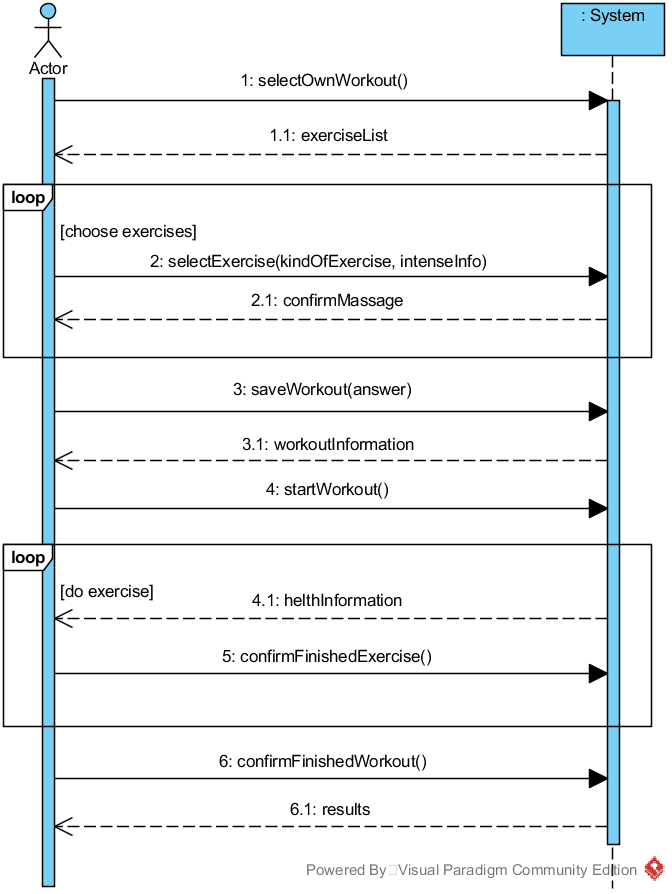 : System
Actor
1: selectOwnWorkout()
1.1: exerciseList
loop
[choose exercises]
2: selectExercise(kindOfExercise, intenseInfo)
2.1: confirmMassage
3: saveWorkout(answer)
3.1: workoutInformation
4: startWorkout()
loop
[do exercise]
4.1: helthInformation
5: confirmFinishedExercise()
6: confirmFinishedWorkout()
6.1: results
Powered By Visual Paradigm Community Edition